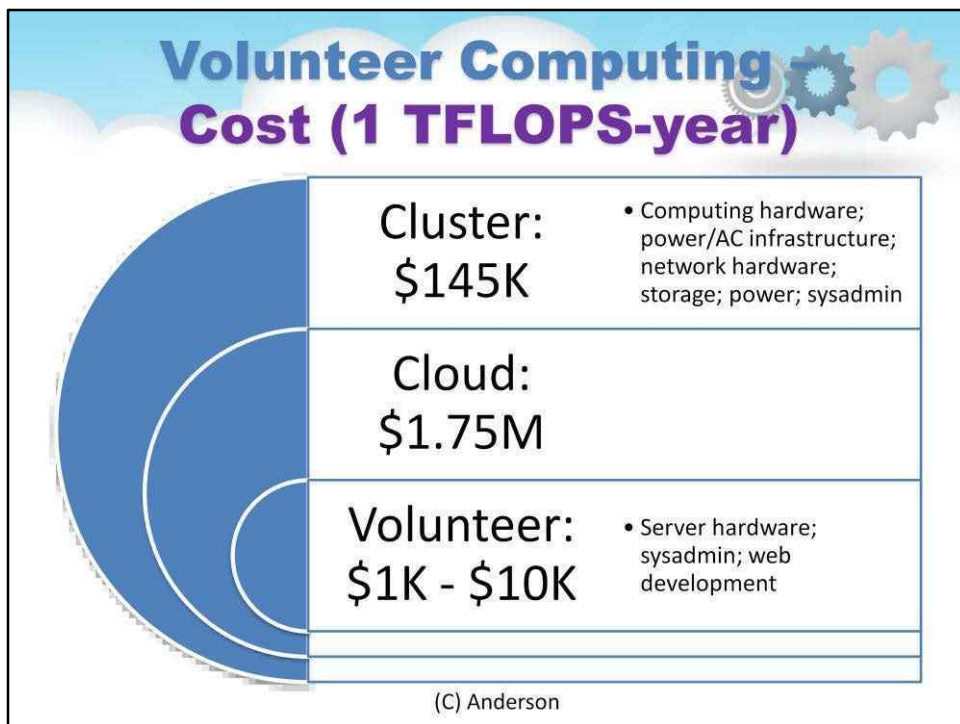 Volunteer Computing –
Cost (1 TFLOPS-year)
Cluster:
$145K
• Computing hardware;
power/AC infrastructure;
network hardware;
storage; power; sysadmin
Cloud:
$1.75M
Volunteer:
$1K - $10K
• Server hardware;
sysadmin; web
development
(C) Anderson